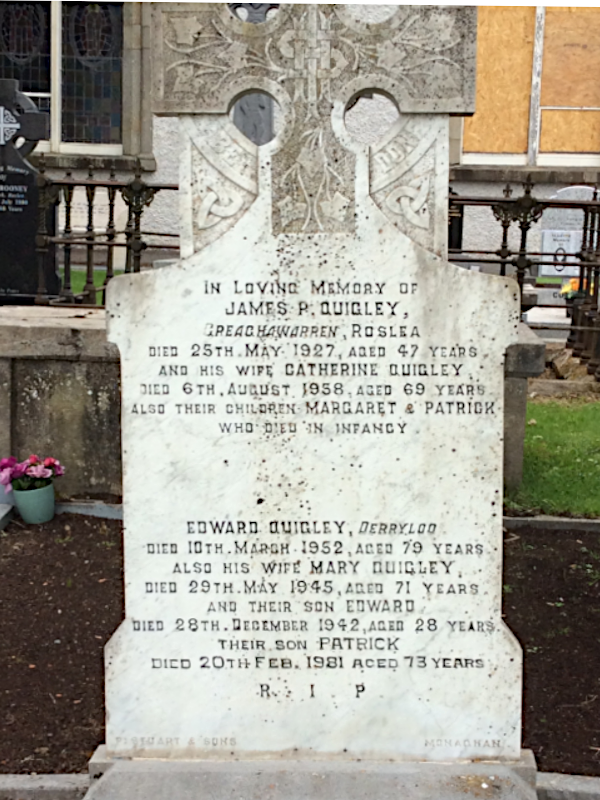 IN LOVING MEMORY OF
JAMES P. QUIGLEY,
GREAGHAWARREN, ROSLEA
DIED 25TH. MAY 1927, AGED 47 YEARS
AND HIS WIFE CATHERINE QUIGLEY,
DIED 6TH, AUGUST 1958, AGED 69 YEARS
ALSO THEIR CHILDREN MARGARET & PATRICK
WHO DIED IN INFANCY.
EDWARD QUIGLEY, DERRYLOO
DIED 10TH. MARCH 1952, AGED 79 YEARS
ALSO HIS WIFE MARY QUIGLEY,
DIED 29TH. MAY 1945, AGED 71 YEARS.
AND THEIR SON EDWARD,
DIED 28TH. DECEMBER 1942, AGED 28 YEARS.
THEIR SON PATRICK
DIED 20TH FEB. 1981 AGED 73 YEARS.
R. I. P
& SONS
MONAGHAN
ROONEY